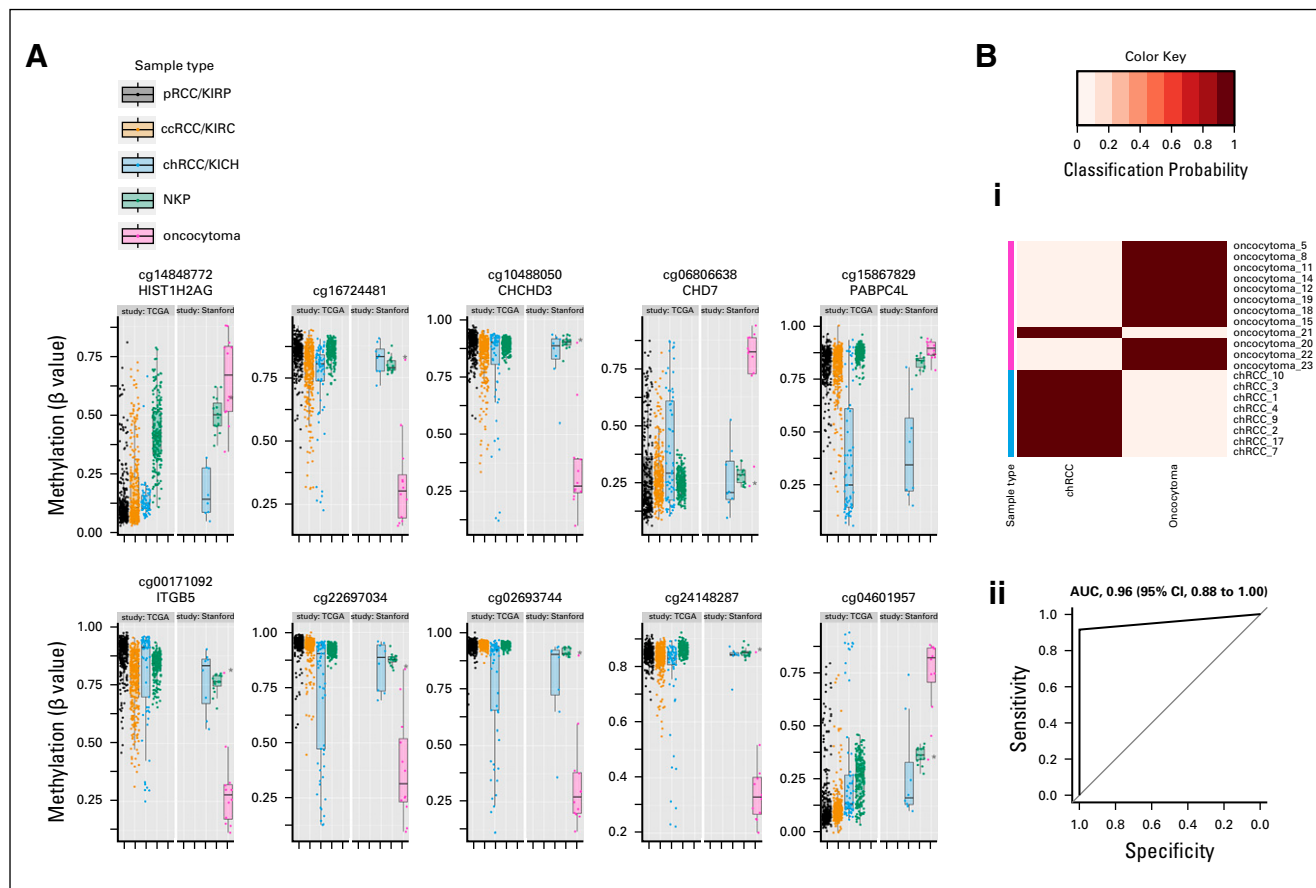 A
Sample type
pRCC/KIRP
ccRCC/KIRC
chRCC/KICH
NKP
oncocytoma
cg14848772
HIST1H2AG
study: TCGA
study: Stanford
Methylation (β value)
0.75
0.50
0.25
0.00
cg16724481
study: TCGA
study: Stanford
0.75
0.50
0.25
cg10488050
CHCHD3
study: TCGA
study: Stanford
1.00
0.75
0.50
0.25
*
cg06806638
CHD7
study: TCGA
study: Stanford
0.75
0.50
0.25
*
cg15867829
PABPC4L
study: TCGA
study: Stanford
1.00
0.75
0.50
0.25
cg00171092
ITGB5
study: TCGA
study: Stanford
Methylation (β value)
1.00
0.75
0.50
0.25
*
cg22697034
study: TCGA
study: Stanford
1.00
0.75
0.50
0.25
*
cg02693744
study: TCGA
study: Stanford
1.00
0.75
0.50
0.25
*
cg24148287
study: TCGA
study: Stanford
0.8
0.6
0.4
0.2
*
cg04601957
study: TCGA
study: Stanford
0.75
0.50
0.25
0.00
*
B
Color Key
0 0.2 0.4 0.6 0.8 1
Classification Probability
i
oncocytoma_5
oncocytoma_8
oncocytoma_11
oncocytoma_14
oncocytoma_12
oncocytoma_19
oncocytoma_18
oncocytoma_15
oncocytoma_21
oncocytoma_20
oncocytoma_22
oncocytoma_23
chRCC_10
chRCC_3
chRCC_1
chRCC_4
chRCC_9
chRCC_2
chRCC_17
chRCC_7
Sample type
chRCC
Oncocytoma
ii
AUC, 0.96 (95% CI, 0.88 to 1.00)
Sensitivity
1.0
0.8
0.6
0.4
0.2
0.0
1.0 0.8 0.6 0.4 0.2 0.0
Specificity